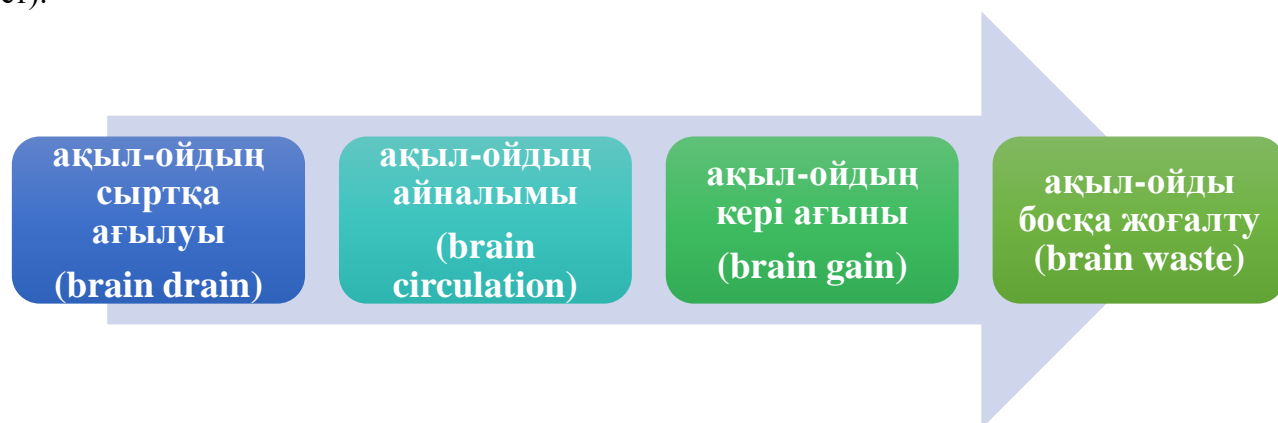 ақыл-ойдың
сыртқа
ағылуы
(brain drain)
ақыл-ойдың
айналымы
(brain
circulation)
ақыл-ойдың
кері ағыны
(brain gain)
ақыл-ойды
босқа жоғалту
(brain waste)